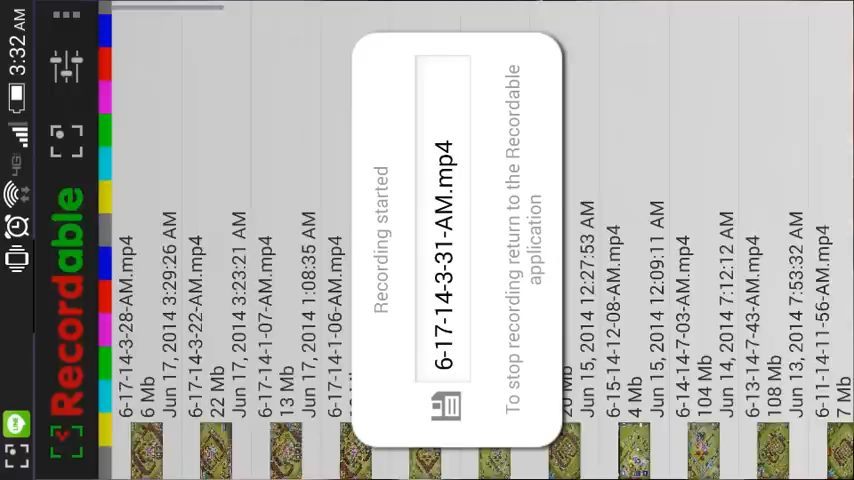 4G 3:32 AM
Recordable
6-17-14-3-28-AM.mp4
6 Mb Jun 17, 2014 3:29:26 AM
6-17-14-3-22-AM.mp4
22 Mb Jun 17, 2014 3:23:21 AM
6-17-14-1-07-AM.mp4
13 Mb Jun 17, 2014 1:08:35 AM
6-17-14-1-06-AM.mp4
Recording started
6-17-14-3-31-AM.mp4
To stop recording return to the Recordable
application
Mb Jun 15, 2014 12:27:53 AM
6-15-14-12-08-AM.mp4
4 Mb Jun 15, 2014 12:09:11 AM
6-14-14-7-03-AM.mp4
104 Mb Jun 14, 2014 7:12:12 AM
6-13-14-7-43-AM.mp4
108 Mb Jun 13, 2014 7:53:32 AM
6-11-14-11-56-AM.mp4
7 Mb